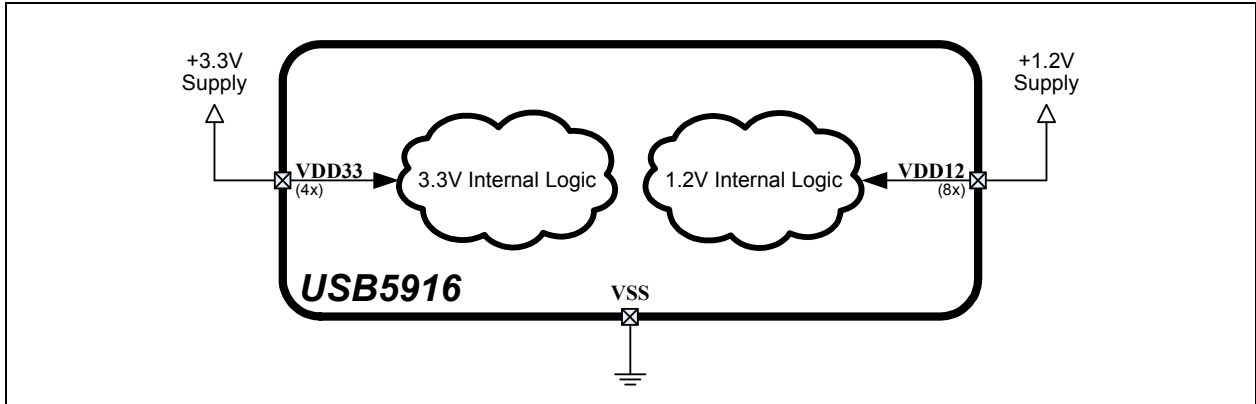 +3.3V
Supply
+1.2V
Supply
VDD33
(4x)
3.3V Internal Logic
1.2V Internal Logic
VDD12
(8x)
USB5916
VSS